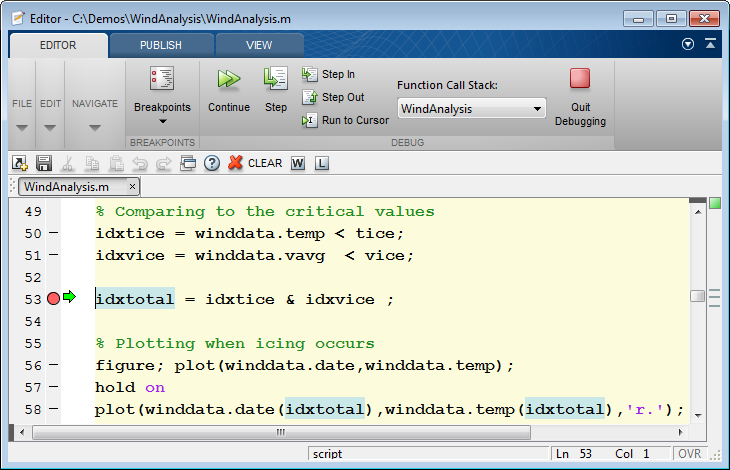 Editor - C:\Demos\WindAnalysis\WindAnalysis.m
EDITOR PUBLISH VIEW
FILE EDIT NAVIGATE Breakpoints Continue Step Step In
Step Out
Run to Cursor
Function Call Stack:
WindAnalysis
Quit
Debugging
BREAKPOINTS DEBUG
CLEAR W L
WindAnalysis.m ×
49 % Comparing to the critical values
50 – idxtice = winddata.temp < tice;
51 – idxvice = winddata.vavg  < vice;
52
53 idxtotal = idxtice & idxvice ;
54
55 % Plotting when icing occurs
56 – figure; plot(winddata.date,winddata.temp);
57 – hold on
58 – plot(winddata.date(idxtotal),winddata.temp(idxtotal),'r.');
script Ln 53 Col 1 OVR